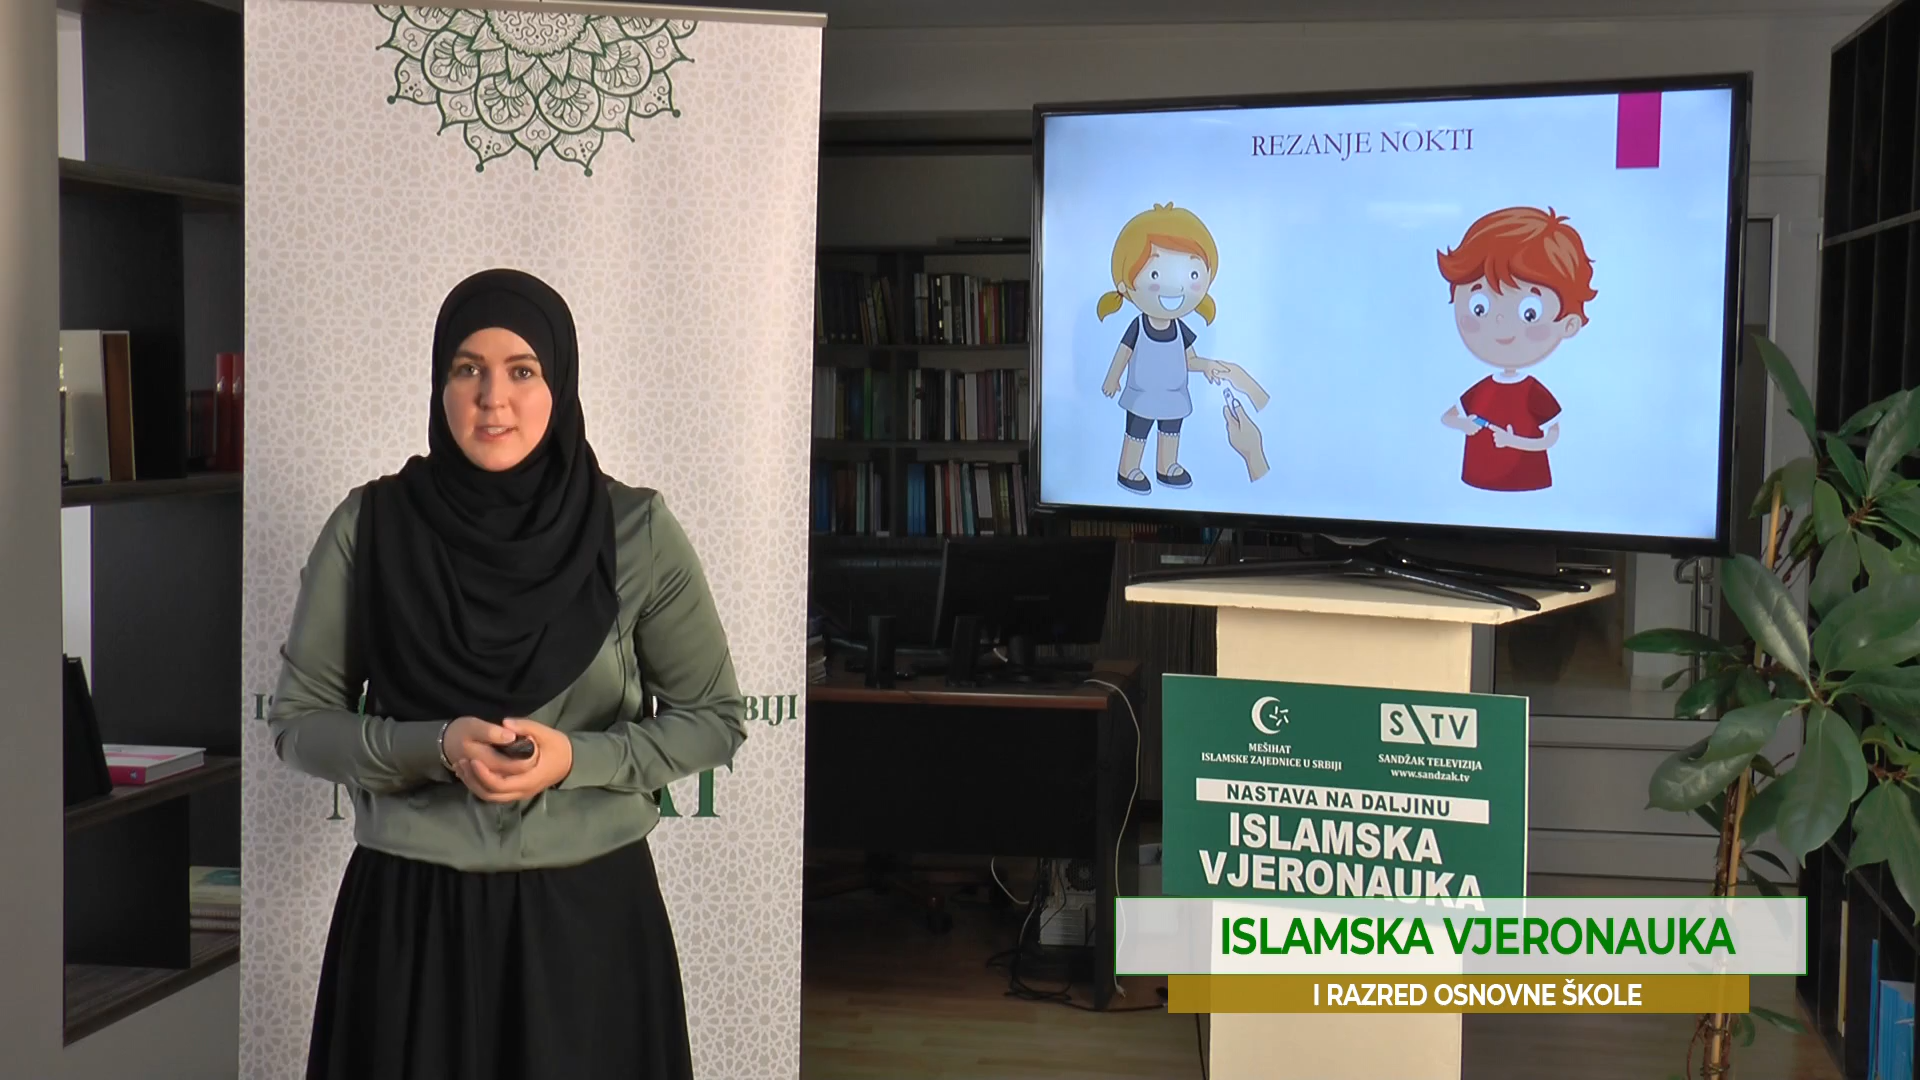 REZANJE NOKTI
BIJI
MEŠIHAT
ISLAMSKE ZAJEDNICE U SRBIJI
S TV
SANDŽAK TELEVIZIJA
www.sandzak.tv
NASTAVA NA DALJINU
ISLAMSKA
VJERONAUKA
ISLAMSKA VJERONAUKA
I RAZRED OSNOVNE ŠKOLE